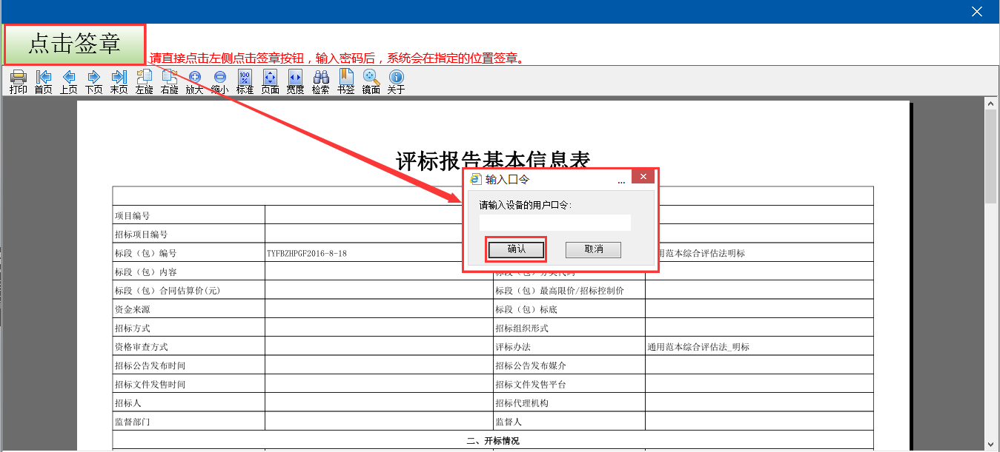 点击签章
请直接点击左侧点击签章按钮，输入密码后，系统会在指定的位置签章。
打印 首页 上页 下页 末页 左旋 右旋 放大 缩小 标准 页面 宽度 检索 书签 镜面 关于
评标报告基本信息表
输入口令 ...
请输入设备的用户口令:
确认 取消
项目编号
招标项目编号
标段（包）编号 TYFBZHPGF2016-8-18 用范本综合评估法明标
标段（包）内容 标段（包）分类代码
标段（包）合同估算价(元) 标段（包）最高限价/招标控制价
资金来源 标段（包）标底
招标方式 招标组织形式
资格审查方式 评标办法 通用范本综合评估法_明标
招标公告发布时间 招标公告发布媒介
招标文件发售时间 招标文件发售平台
招标人 招标代理机构
监督部门 监督人
二、开标情况